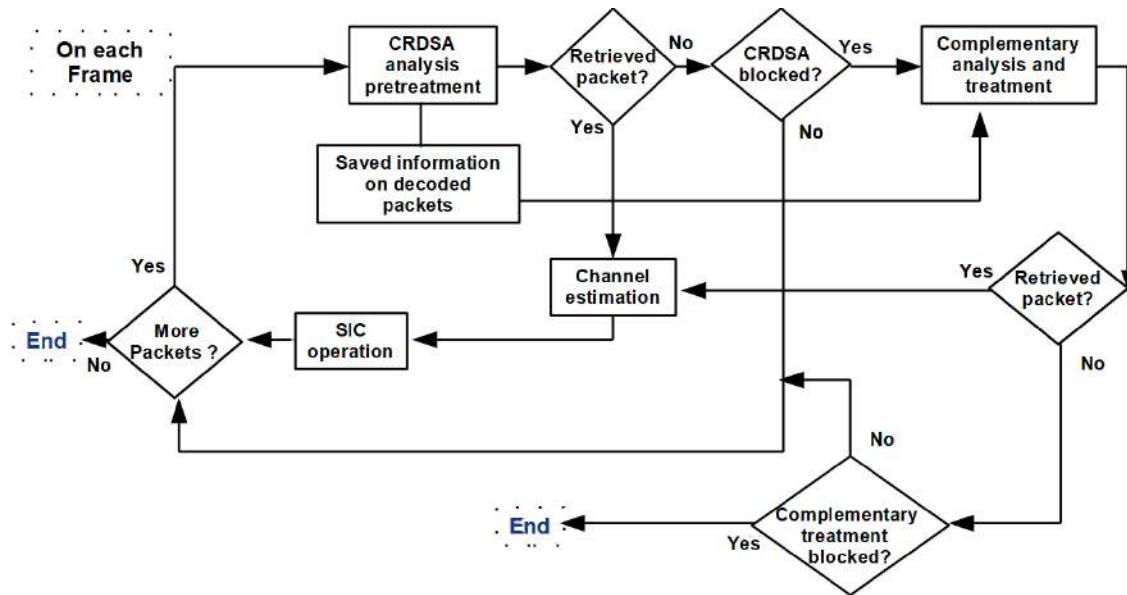 On each
Frame
CRDSA
analysis
pretreatment
Retrieved
packet?
No
CRDSA
blocked?
Yes
Complementary
analysis and
treatment
Yes
No
Saved information
on decoded
packets
Yes
Channel
estimation
Yes
Retrieved
packet?
End
More
Packets ?
No
SIC
operation
No
No
End
Yes
Complementary
treatment
blocked?